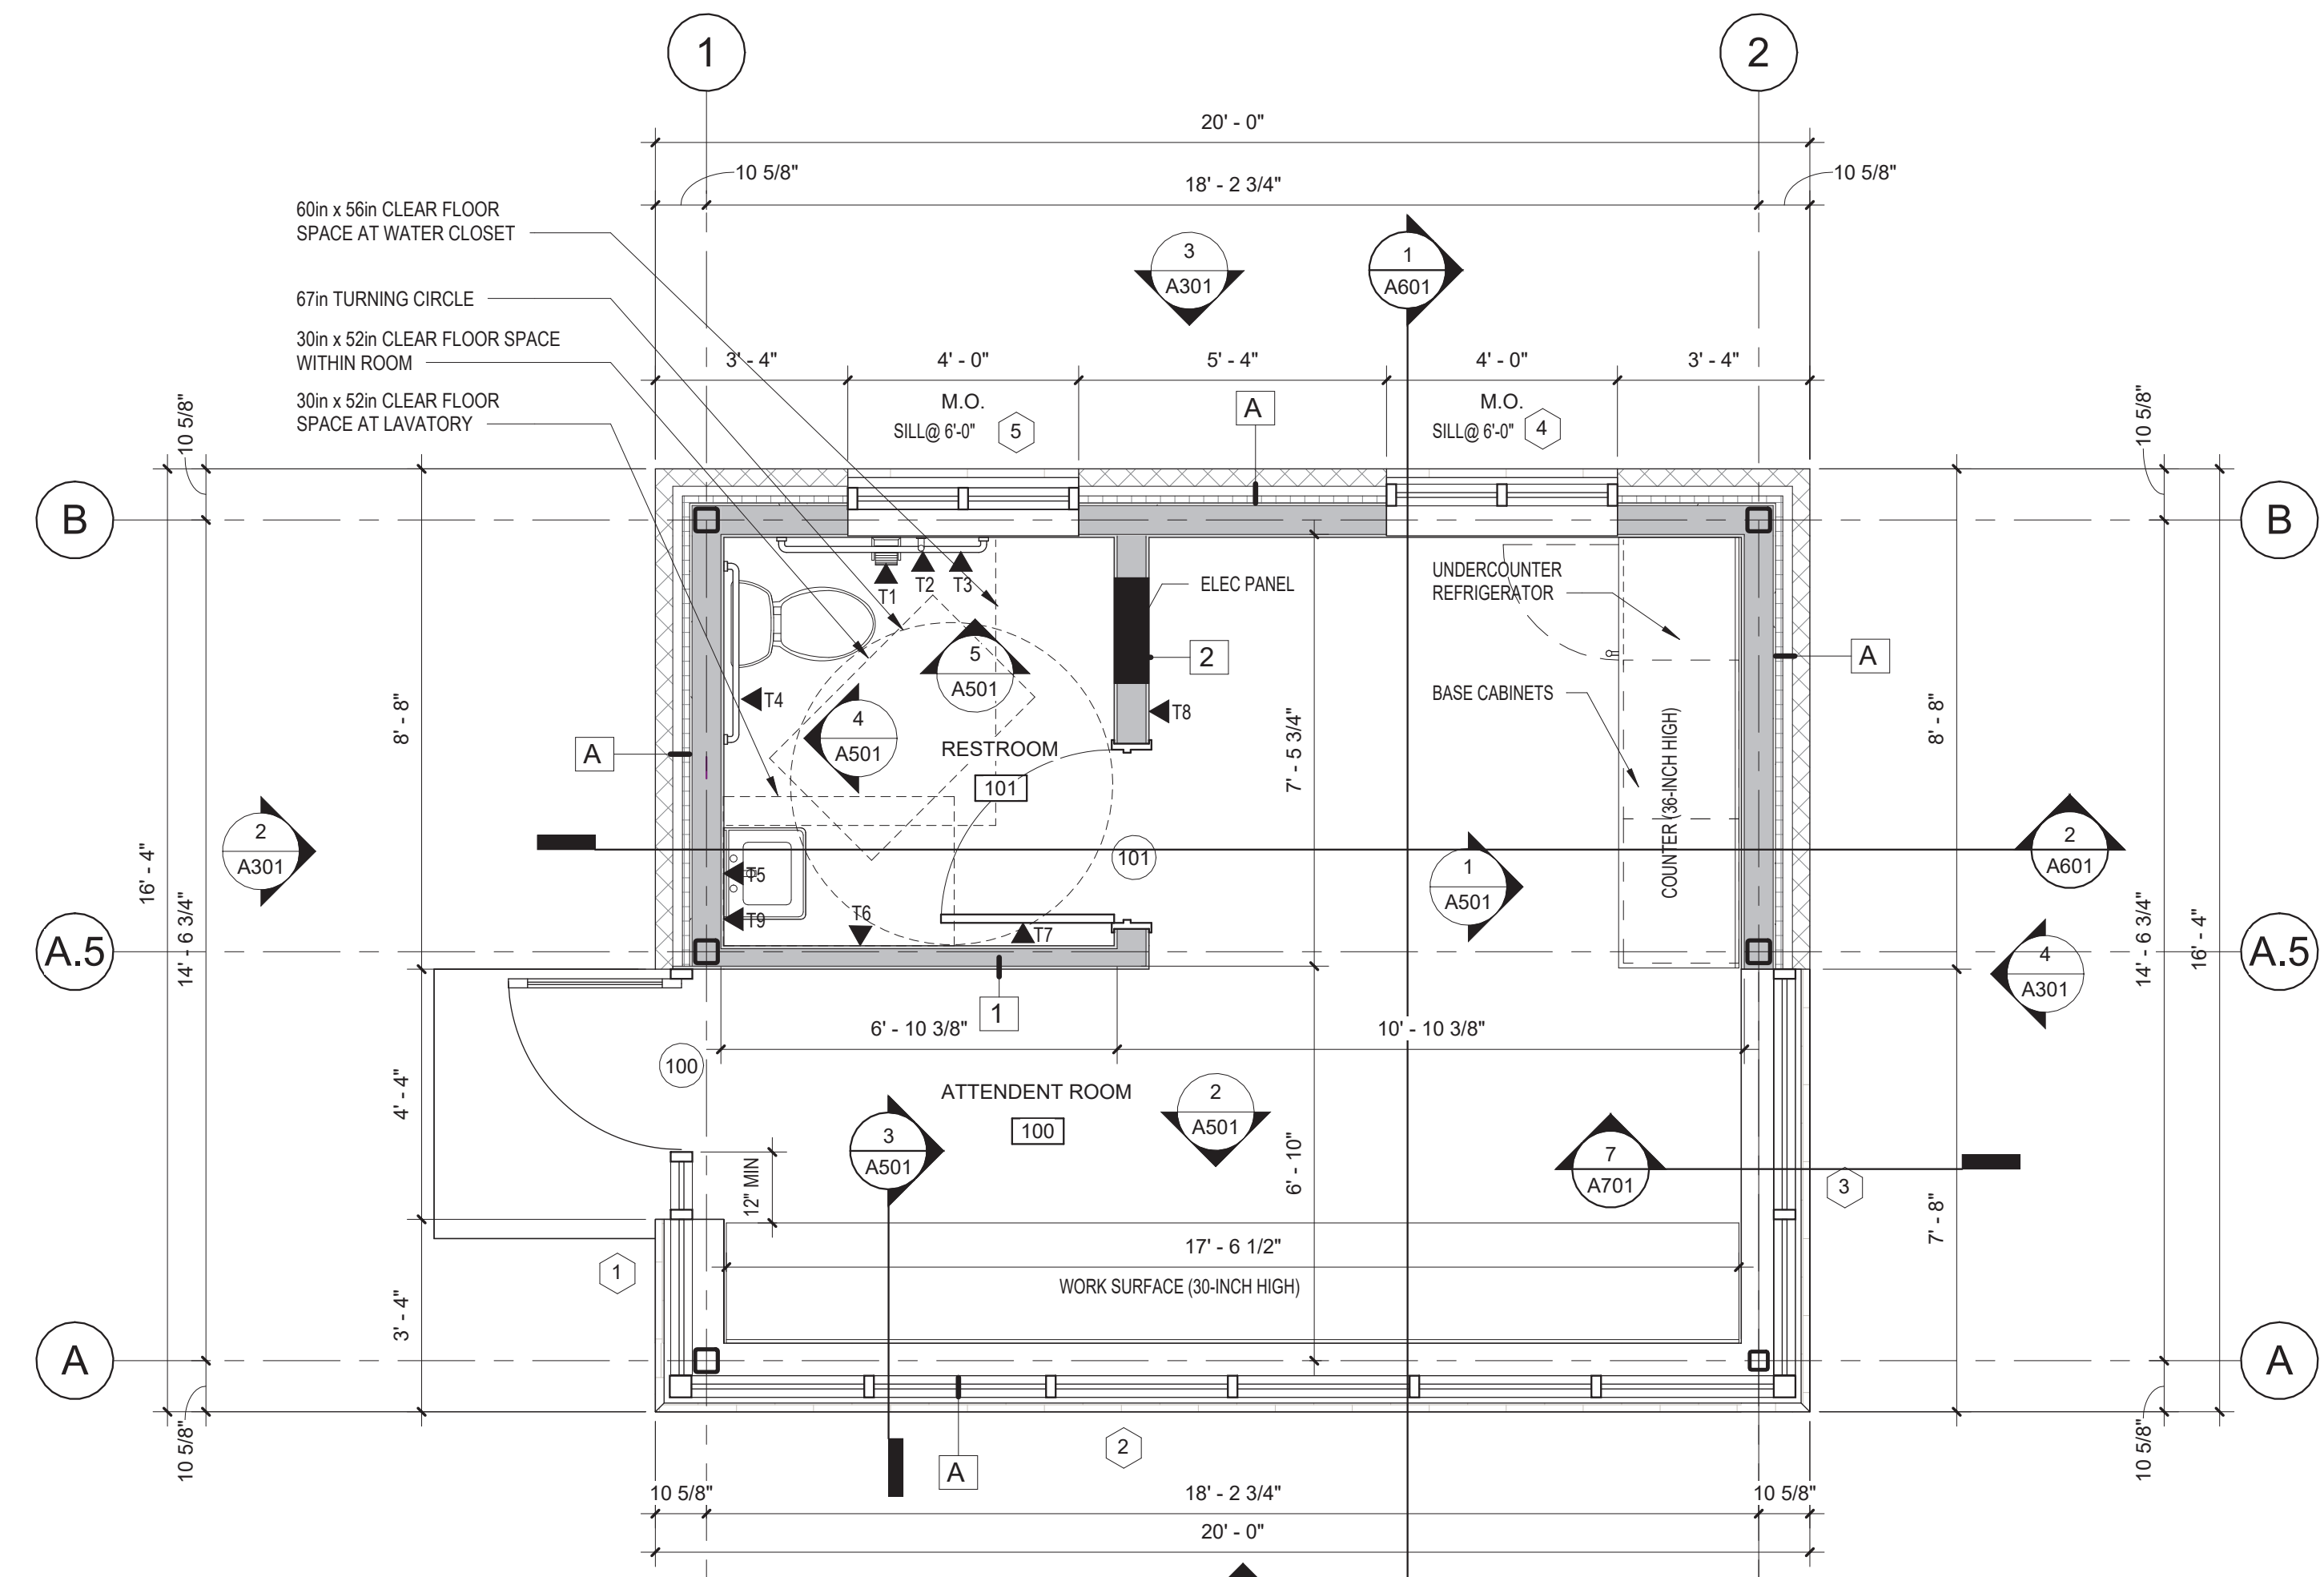 1
2
20' - 0"
10 5/8"
18' - 2 3/4"
10 5/8"
60in x 56in CLEAR FLOOR
SPACE AT WATER CLOSET
67in TURNING CIRCLE
30in x 52in CLEAR FLOOR SPACE
WITHIN ROOM
30in x 52in CLEAR FLOOR
SPACE AT LAVATORY
3
A301
1
A601
3' - 4"
4' - 0"
5' - 4"
4' - 0"
3' - 4"
M.O.
SILL@ 6'-0"
5
A
M.O.
SILL@ 6'-0"
4
10 5/8"
10 5/8"
B
B
T1
T2
T3
ELEC PANEL
UNDERCOUNTER
REFRIGERATOR
2
A
5
A501
T4
4
A501
T8
BASE CABINETS
A
RESTROOM
101
8' - 8"
7' - 5 3/4"
COUNTER (36-INCH HIGH)
8' - 8"
2
A301
16' - 4"
14' - 6 3/4"
101
1
A501
2
A601
T5
T9
T6
T7
A.5
A.5
4
A301
14' - 6 3/4"
16' - 4"
6' - 10 3/8"
1
10' - 10 3/8"
100
4' - 4"
ATTENDENT ROOM
100
2
A501
3
A501
12" MIN
6' - 10"
7
A701
3
7' - 8"
17' - 6 1/2"
WORK SURFACE (30-INCH HIGH)
1
3' - 4"
A
A
10 5/8"
10 5/8"
2
A
10 5/8"
18' - 2 3/4"
10 5/8"
20' - 0"